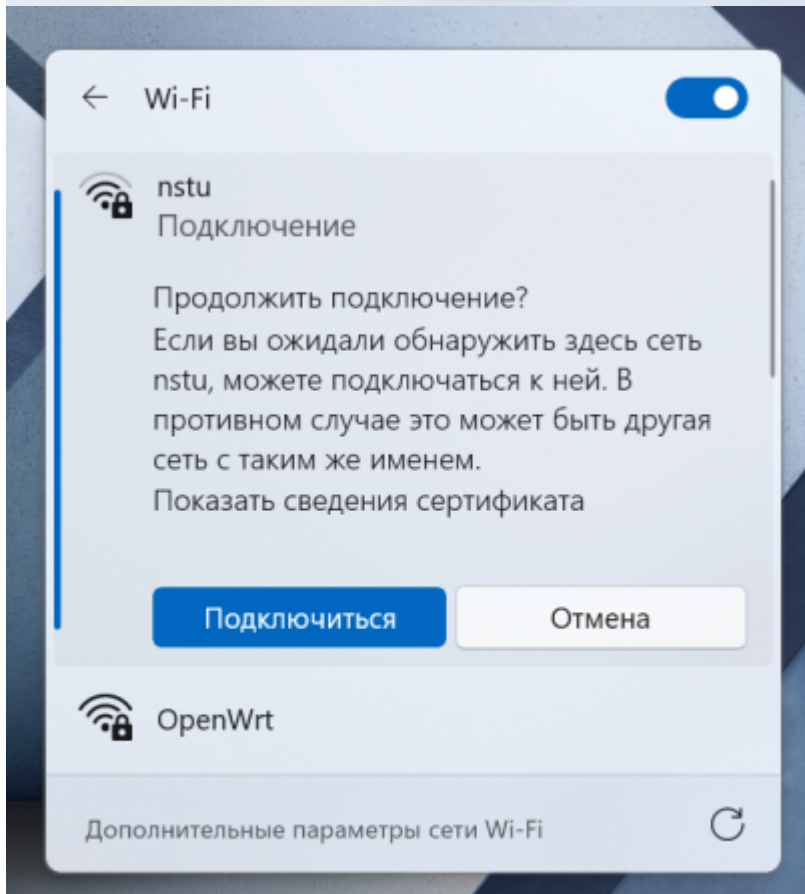 Wi-Fi
nstu
Подключение
Продолжить подключение?
Если вы ожидали обнаружить здесь сеть
nstu, можете подключаться к ней. В
противном случае это может быть другая
сеть с таким же именем.
Показать сведения сертификата
Подключиться
Отмена
OpenWrt
Дополнительные параметры сети Wi-Fi